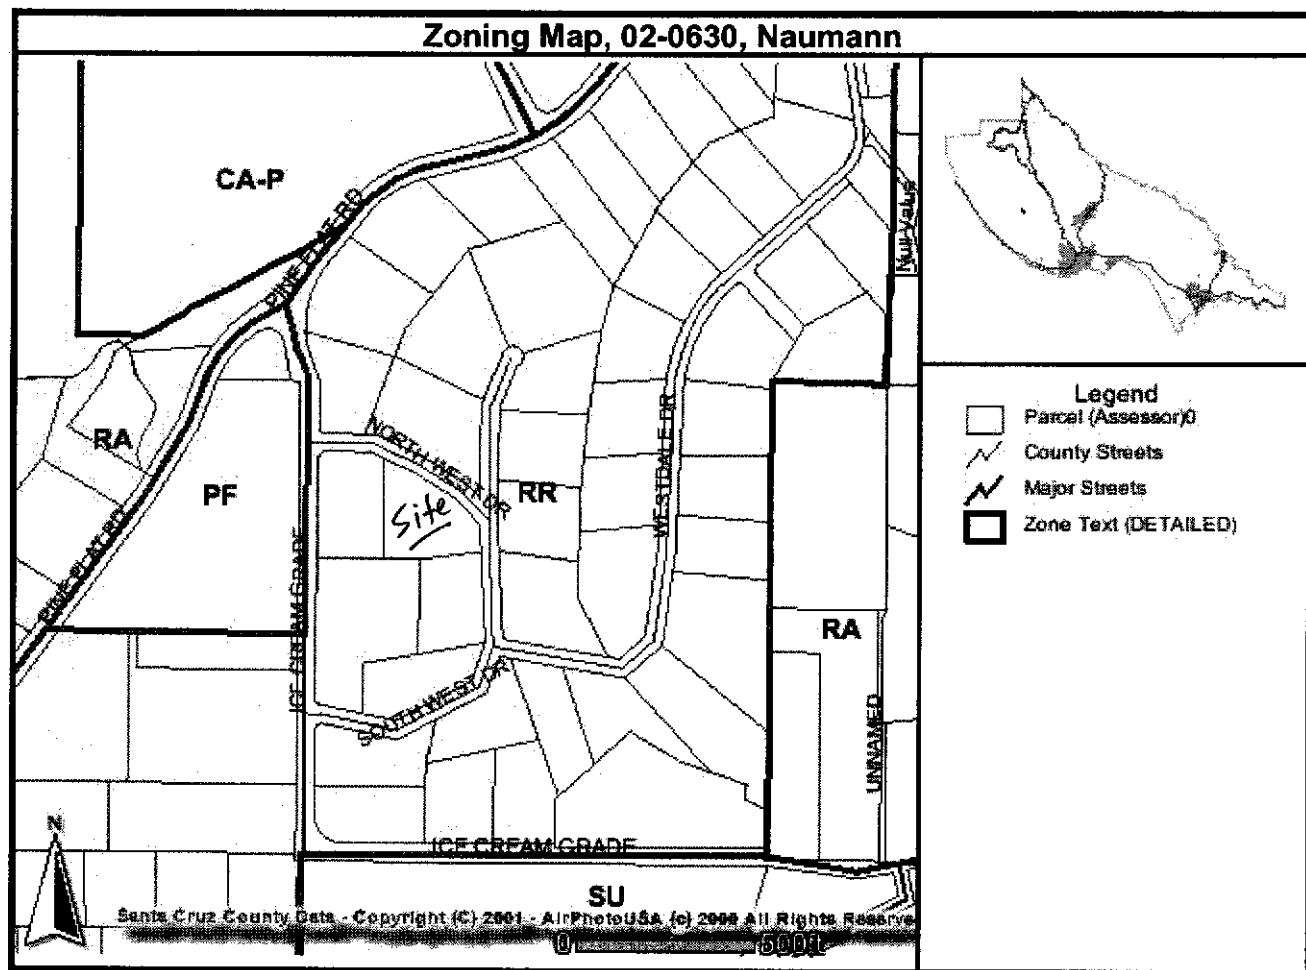 Zoning Map, 02-0630, Naumann
CA-P
PINE FLAT RD
Null Value
RA
PF
NORTH WEST DR
Site
RR
WESTDALE DR
PINE FLAT RD
ICE CREAM GRADE
RA
SOUTH WEST DR
UNNAMED
ICE CREAM GRADE
SU
N
Santa Cruz County Data - Copyright (C) 2001 - AirPhotoUSA (c) 2000 All Rights Reserve
0 500ft
Legend
Parcel (Assessor)0
County Streets
Major Streets
Zone Text (DETAILED)